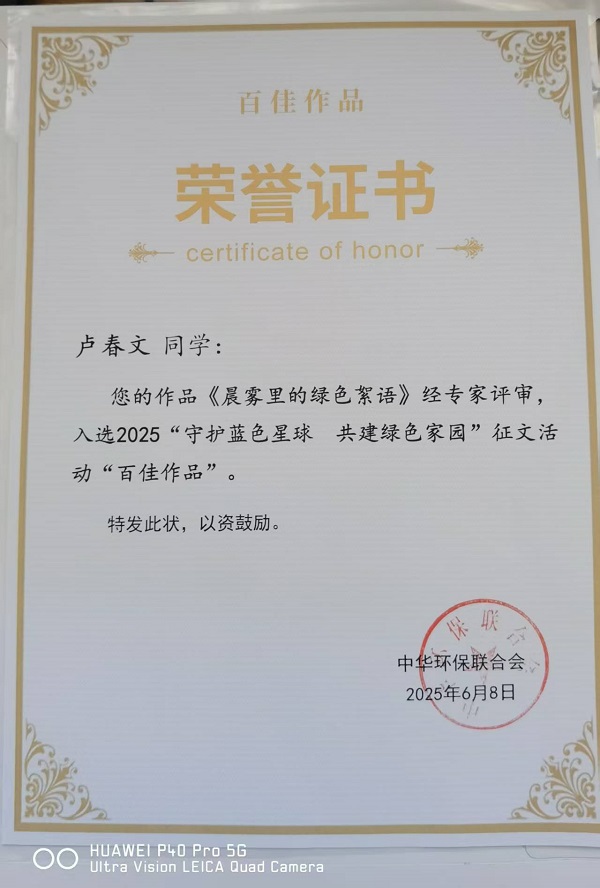 百佳作品
荣誉证书
certificate of honor
卢春文 同学：
您的作品《晨雾里的绿色絮语》经专家评审，
入选2025“守护蓝色星球　共建绿色家园”征文活
动“百佳作品”。
特发此状，以资鼓励。
中华环保联合会
2025年6月8日
HUAWEI P40 Pro 5G
Ultra Vision LEICA Quad Camera